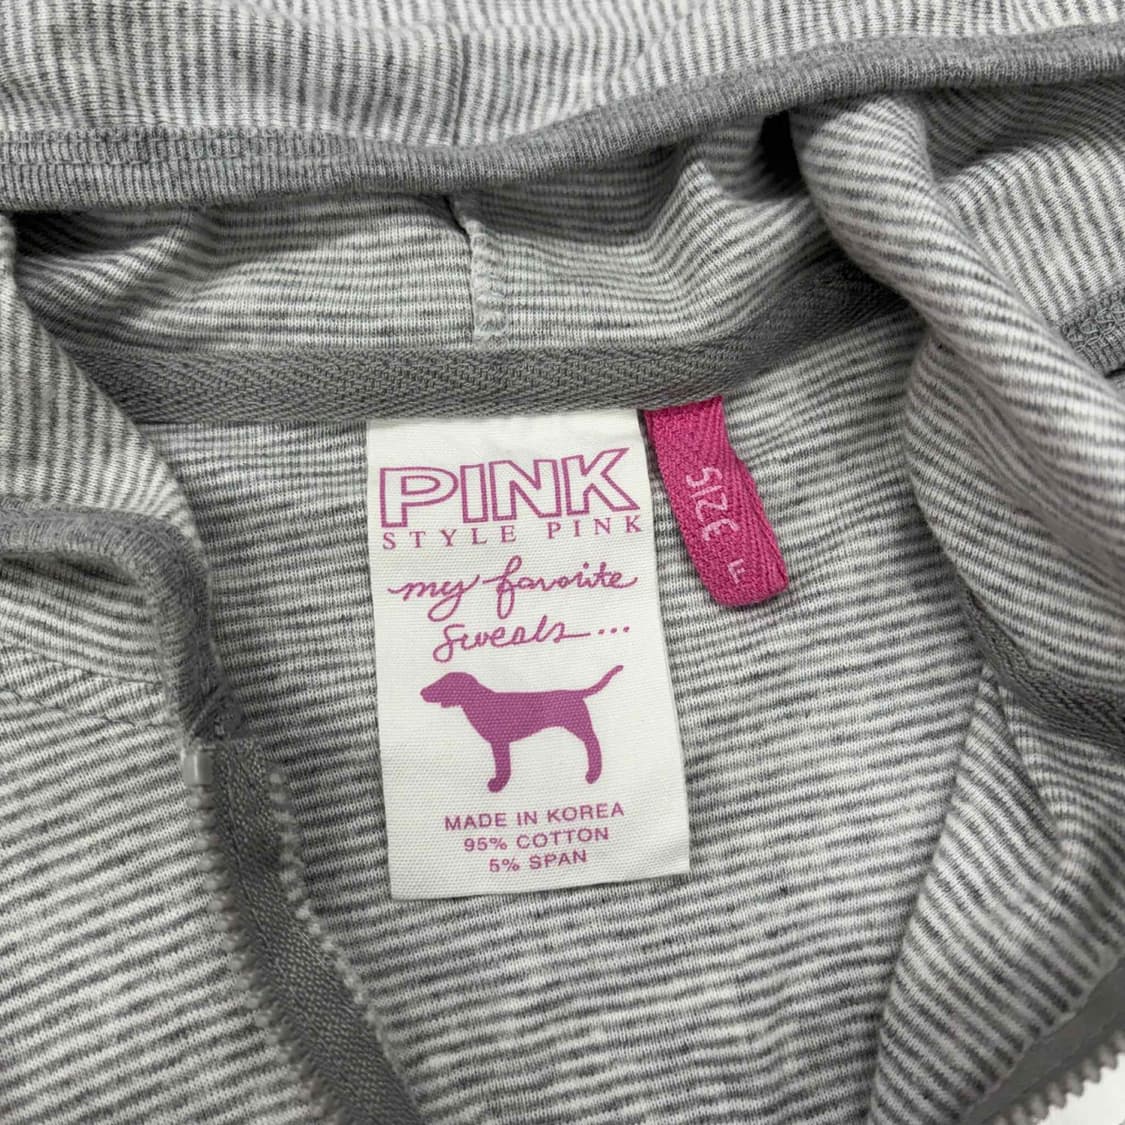 PINK
STYLE PINK
my favorite
sweats...
MADE IN KOREA
95% COTTON
5% SPAN
SIZE
F